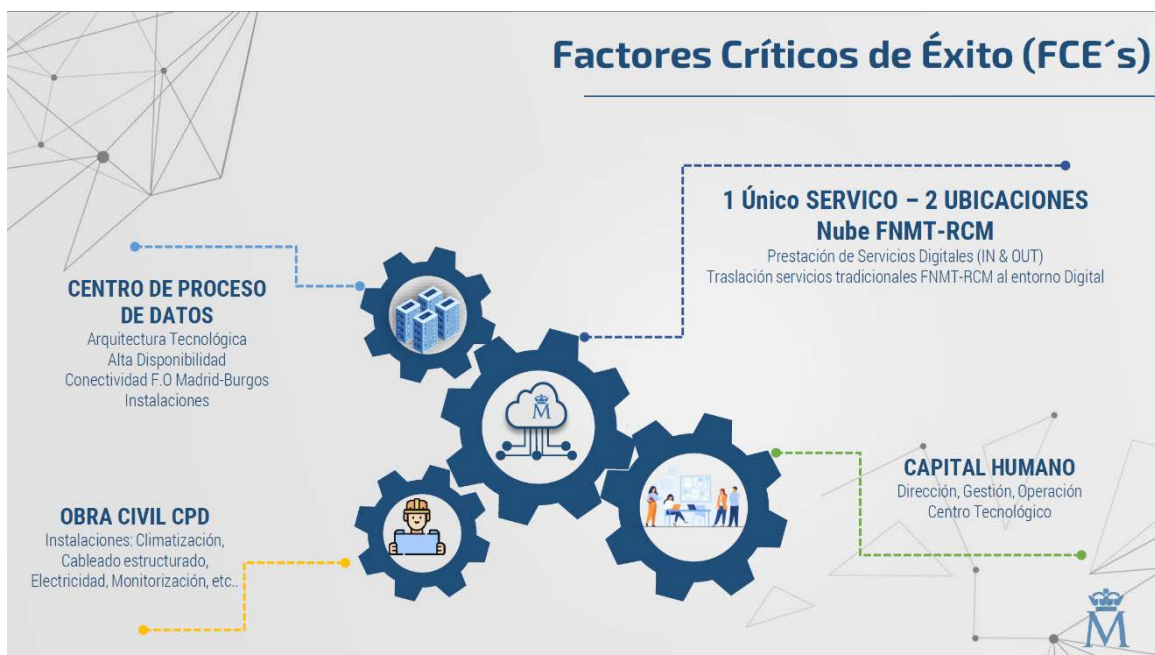 Factores Críticos de Éxito (FCE´s)
1 Único SERVICO – 2 UBICACIONES
Nube FNMT-RCM
Prestación de Servicios Digitales (IN & OUT)
Traslación servicios tradicionales FNMT-RCM al entorno Digital
CENTRO DE PROCESO
DE DATOS
Arquitectura Tecnológica
Alta Disponibilidad
Conectividad F.O Madrid-Burgos
Instalaciones
M
CAPITAL HUMANO
Dirección, Gestión, Operación
Centro Tecnológico
OBRA CIVIL CPD
Instalaciones: Climatización,
Cableado estructurado,
Electricidad, Monitorización, etc..
M